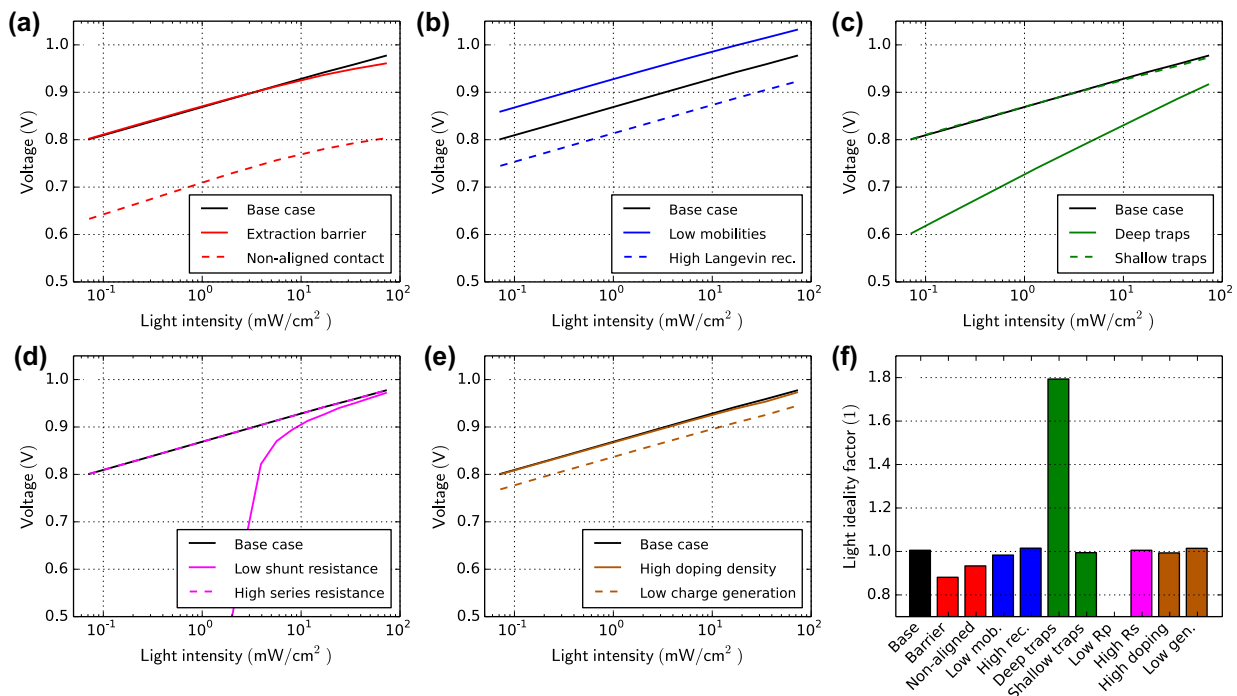 (a)
1.0
0.9
0.8
0.7
0.6
0.5
Voltage (V)
Base case
Extraction barrier
Non-aligned contact
10⁻¹ 10⁰ 10¹ 10²
Light intensity (mW/cm²)
(b)
1.0
0.9
0.8
0.7
0.6
0.5
Voltage (V)
Base case
Low mobilities
High Langevin rec.
10⁻¹ 10⁰ 10¹ 10²
Light intensity (mW/cm²)
(c)
1.0
0.9
0.8
0.7
0.6
0.5
Voltage (V)
Base case
Deep traps
Shallow traps
10⁻¹ 10⁰ 10¹ 10²
Light intensity (mW/cm²)
(d)
1.0
0.9
0.8
0.7
0.6
0.5
Voltage (V)
Base case
Low shunt resistance
High series resistance
10⁻¹ 10⁰ 10¹ 10²
Light intensity (mW/cm²)
(e)
1.0
0.9
0.8
0.7
0.6
0.5
Voltage (V)
Base case
High doping density
Low charge generation
10⁻¹ 10⁰ 10¹ 10²
Light intensity (mW/cm²)
(f)
1.8
1.6
1.4
1.2
1.0
0.8
Light ideality factor (1)
Base
Barrier
Non-aligned
Low mob.
High rec.
Deep traps
Shallow traps
Low Rp
High Rs
High doping
Low gen.